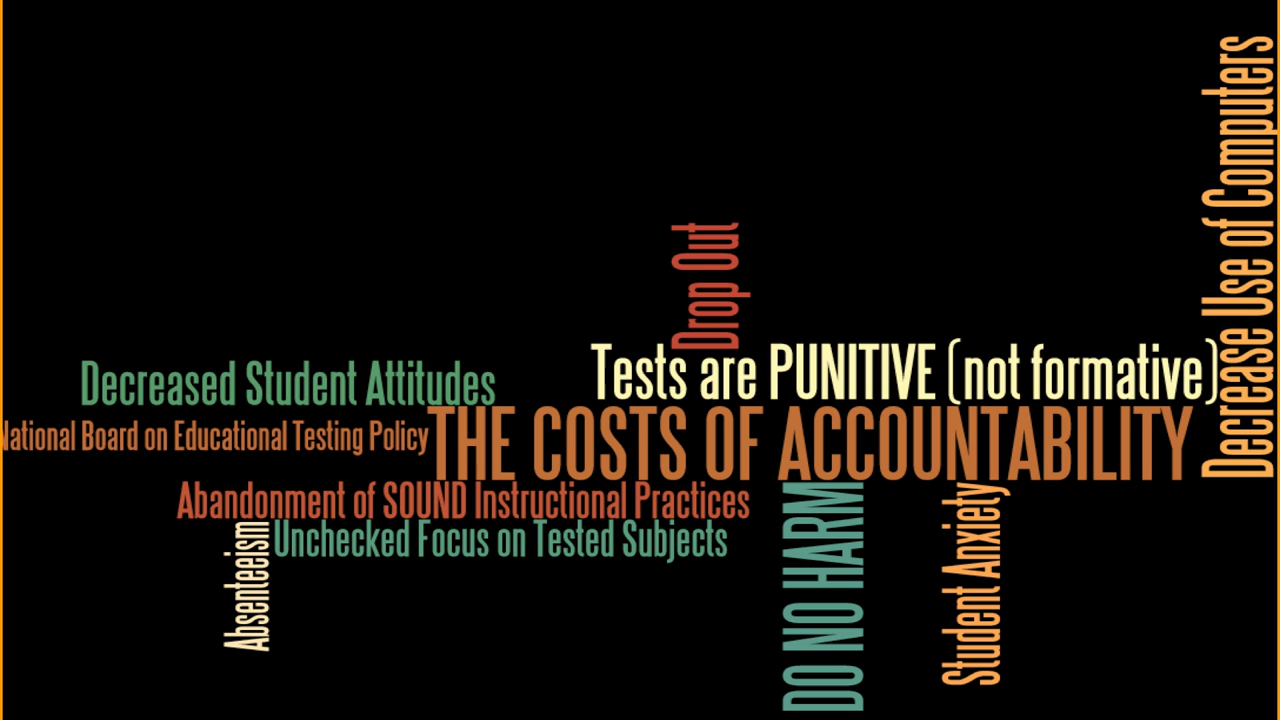 Decrease Use of Computers
Drop Out
Tests are PUNITIVE (not formative)
Decreased Student Attitudes
THE COSTS OF ACCOUNTABILITY
National Board on Educational Testing Policy
Abandonment of SOUND Instructional Practices
Unchecked Focus on Tested Subjects
Absenteeism
DO NO HARM
Student Anxiety